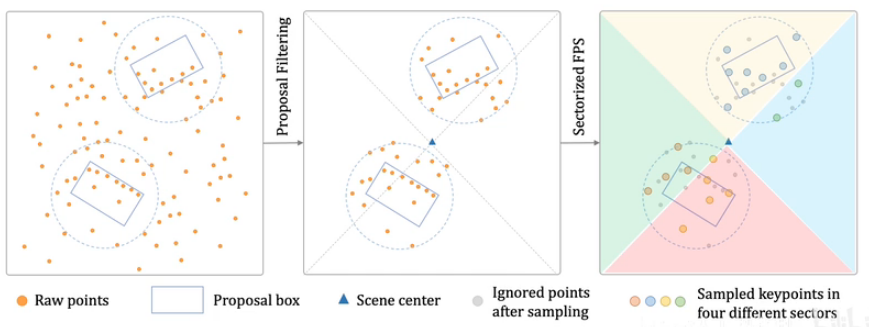 Proposal Filtering
Sectorized FPS
Raw points
Proposal box
Scene center
Ignored points
after sampling
Sampled keypoints in
four different sectors